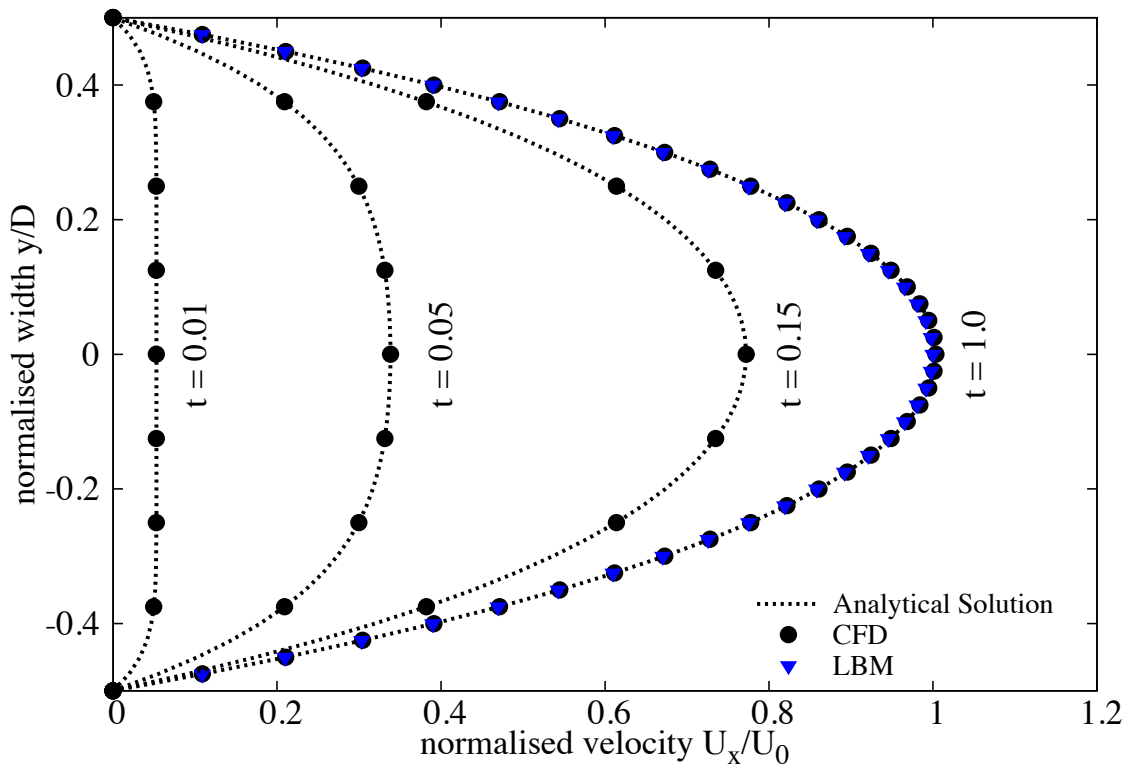 0.4
0.2
0
-0.2
-0.4
normalised width y/D
t = 0.01
t = 0.05
t = 0.15
t = 1.0
Analytical Solution
CFD
LBM
0 0.2 0.4 0.6 0.8 1 1.2
normalised velocity Uₓ/U₀